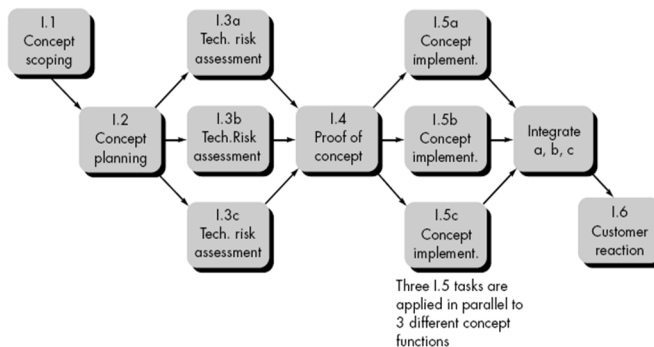 I.1
Concept
scoping
I.2
Concept
planning
I.3a
Tech. risk
assessment
I.3b
Tech.Risk
assessment
I.3c
Tech. risk
assessment
I.4
Proof of
concept
I.5a
Concept
implement.
I.5b
Concept
implement.
I.5c
Concept
implement.
Integrate
a, b, c
I.6
Customer
reaction
Three I.5 tasks are
applied in parallel to
3 different concept
functions